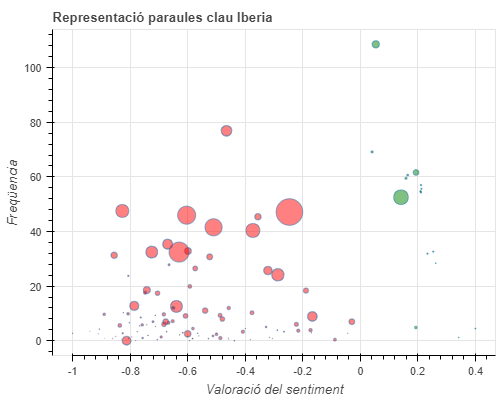 Representació paraules clau Iberia
100
80
60
40
20
0
Freqüència
-1 -0.8 -0.6 -0.4 -0.2 0 0.2 0.4
Valoració del sentiment